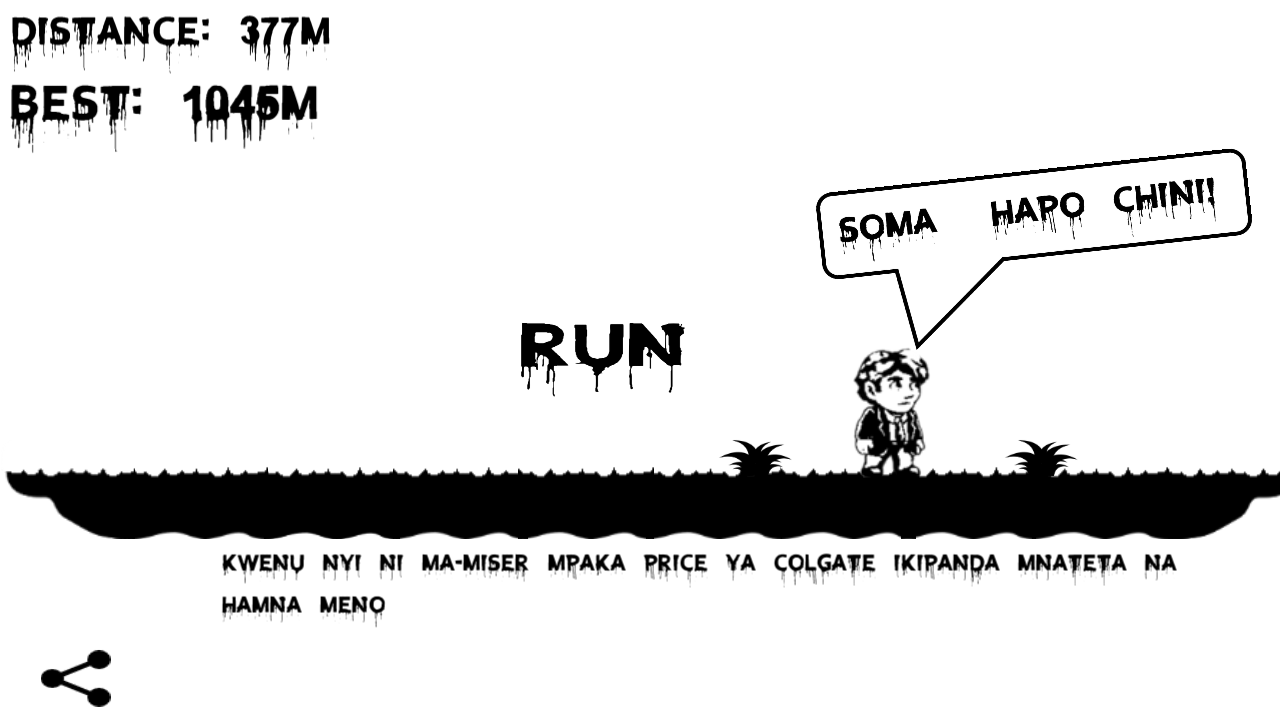 DISTANCE: 377M
BEST: 1045M
SOMA HAPO CHINI!
RUN
KWENU NYI NI MA-MISER MPAKA PRICE YA COLGATE IKIPANDA MNATETA NA
HAMNA MENO